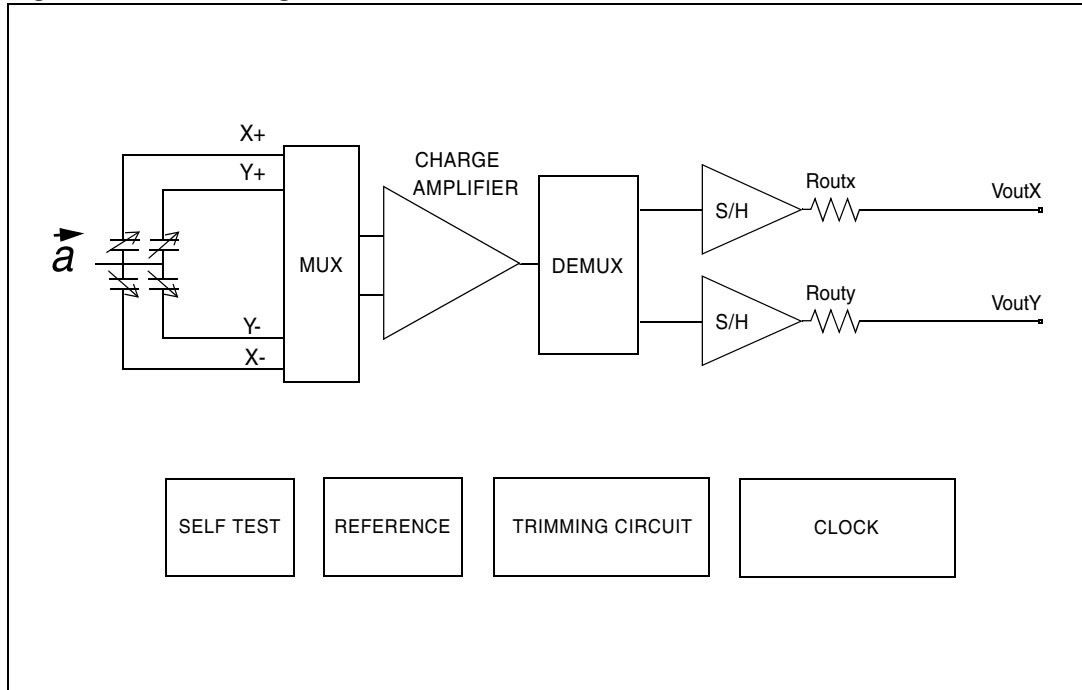 X+
Y+
a
Y-
X-
MUX
CHARGE
AMPLIFIER
DEMUX
S/H
Routx
VoutX
S/H
Routy
VoutY
SELF TEST
REFERENCE
TRIMMING CIRCUIT
CLOCK